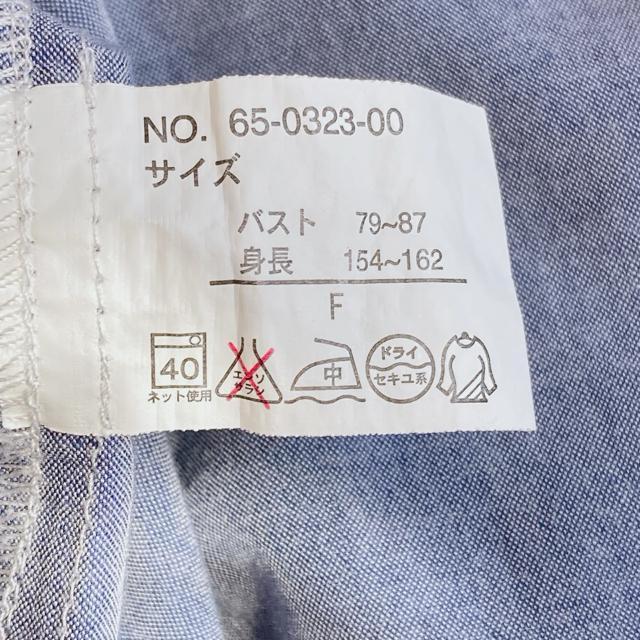 NO. 65-0323-00
サイズ
バスト 79~87
身長 154~162
F
40
ネット使用
エンソ
サラシ
中
ドライ
セキユ系